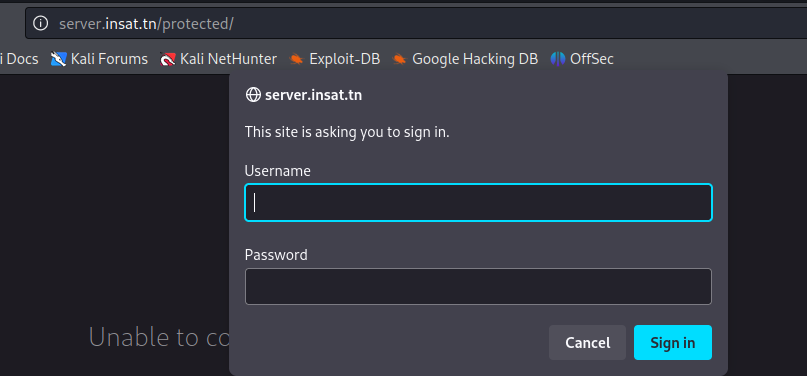 server.insat.tn/protected/
i Docs Kali Forums Kali NetHunter Exploit-DB Google Hacking DB OffSec
server.insat.tn
This site is asking you to sign in.
Username
Password
Unable to co
Cancel Sign in